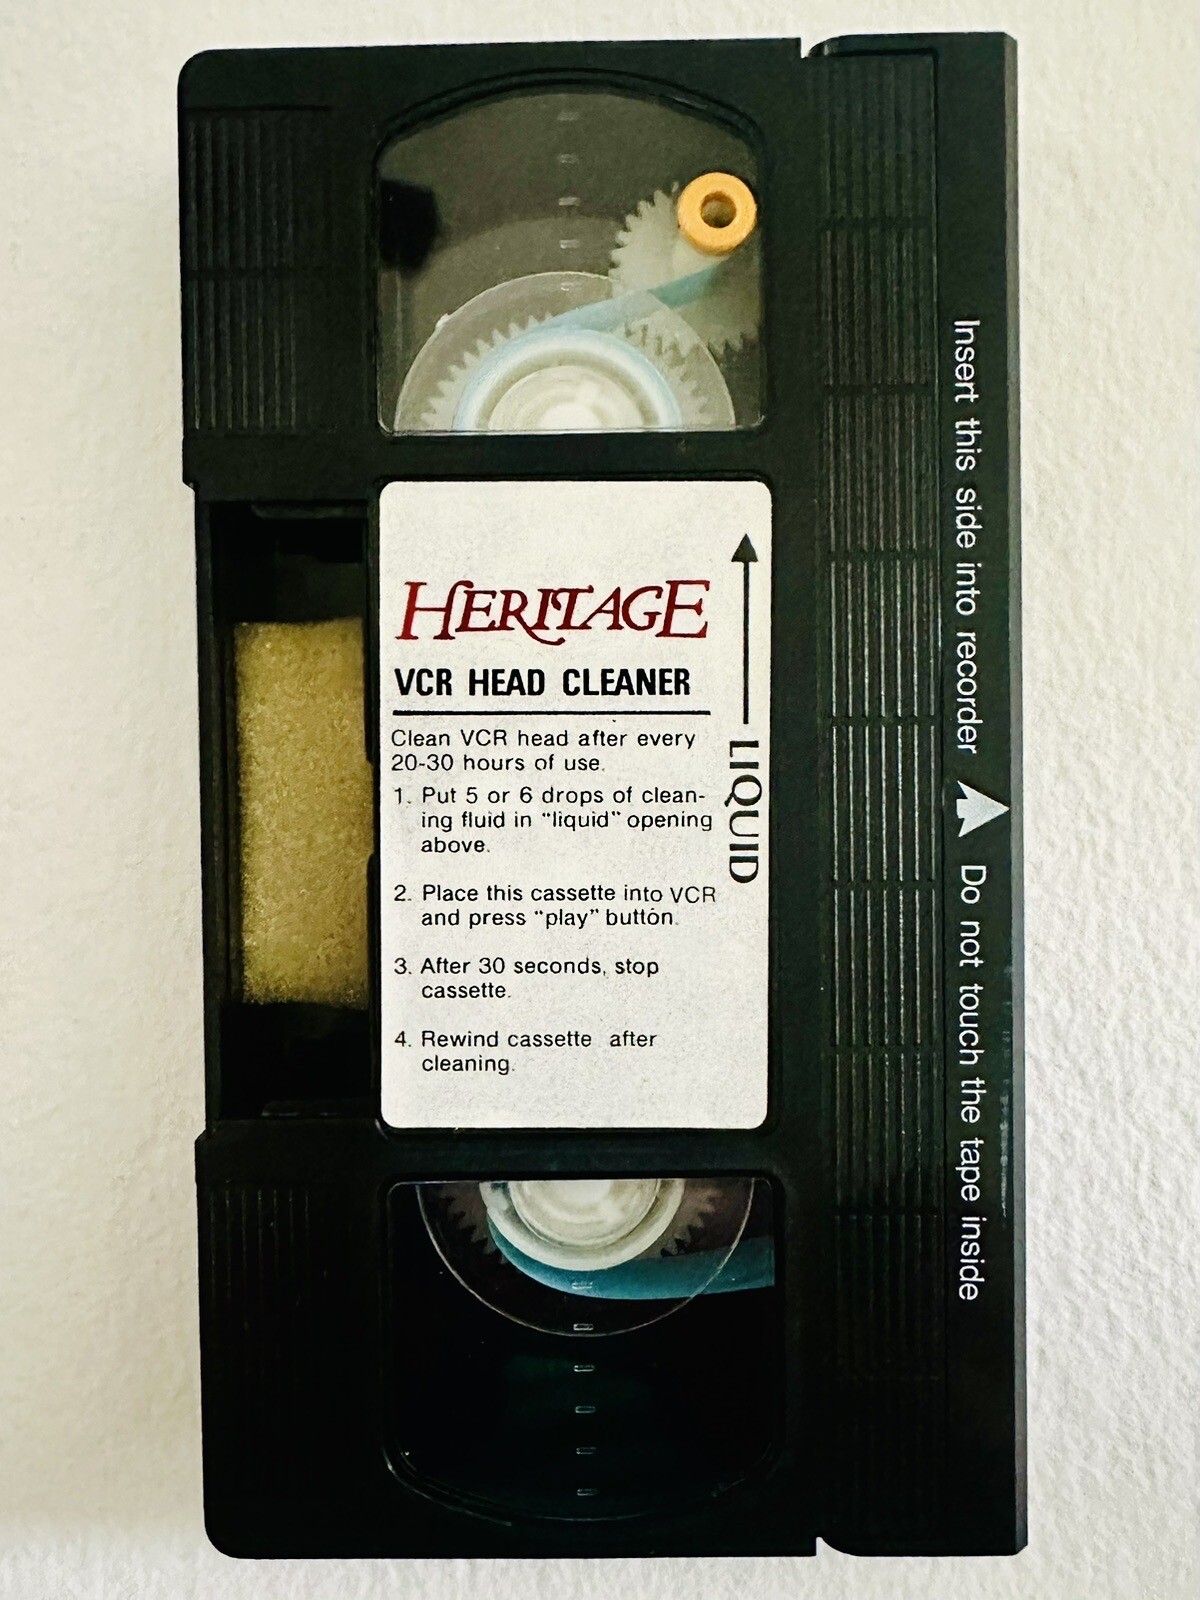 HERITAGE
VCR HEAD CLEANER
Clean VCR head after every
20-30 hours of use.
1. Put 5 or 6 drops of clean-
ing fluid in "liquid" opening
above.
2. Place this cassette into VCR
and press "play" button.
3. After 30 seconds, stop
cassette.
4. Rewind cassette after
cleaning.
LIQUID
Insert this side into recorder
Do not touch the tape inside